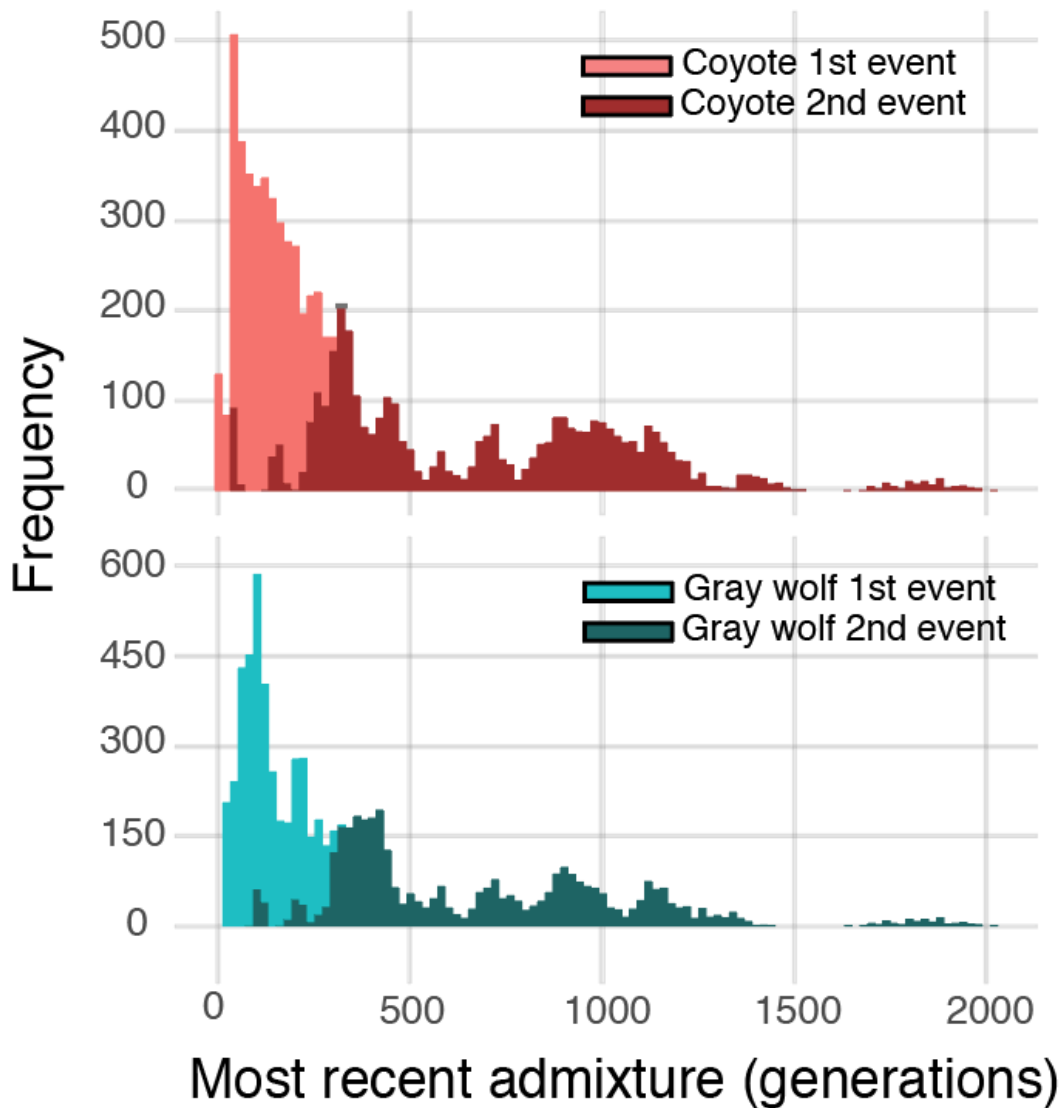 Frequency
500
400
300
200
100
0
Coyote 1st event
Coyote 2nd event
600
450
300
150
0
Gray wolf 1st event
Gray wolf 2nd event
0 500 1000 1500 2000
Most recent admixture (generations)